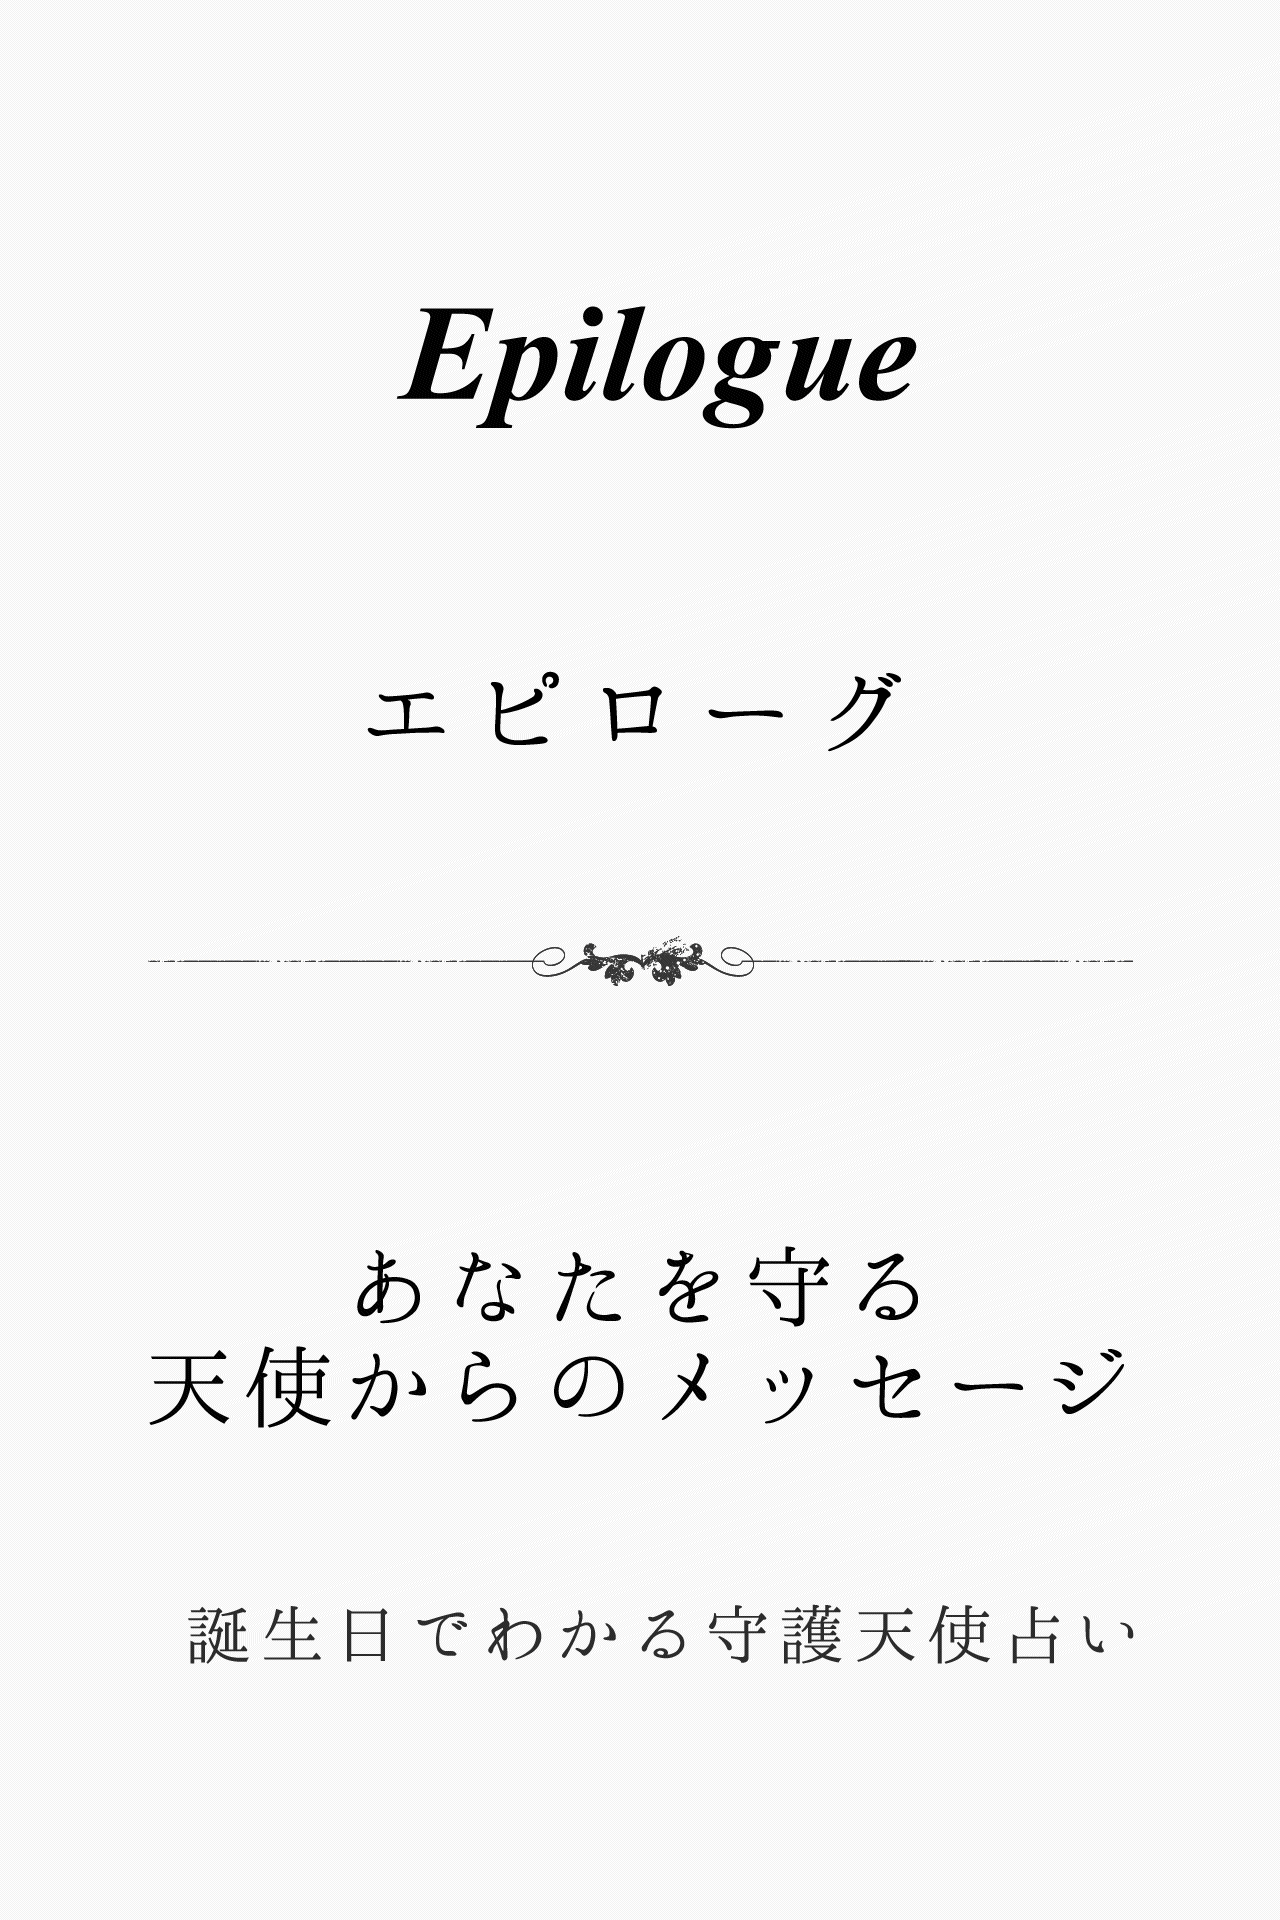 Epilogue
エピローグ
あなたを守る
天使からのメッセージ
誕生日でわかる守護天使占い